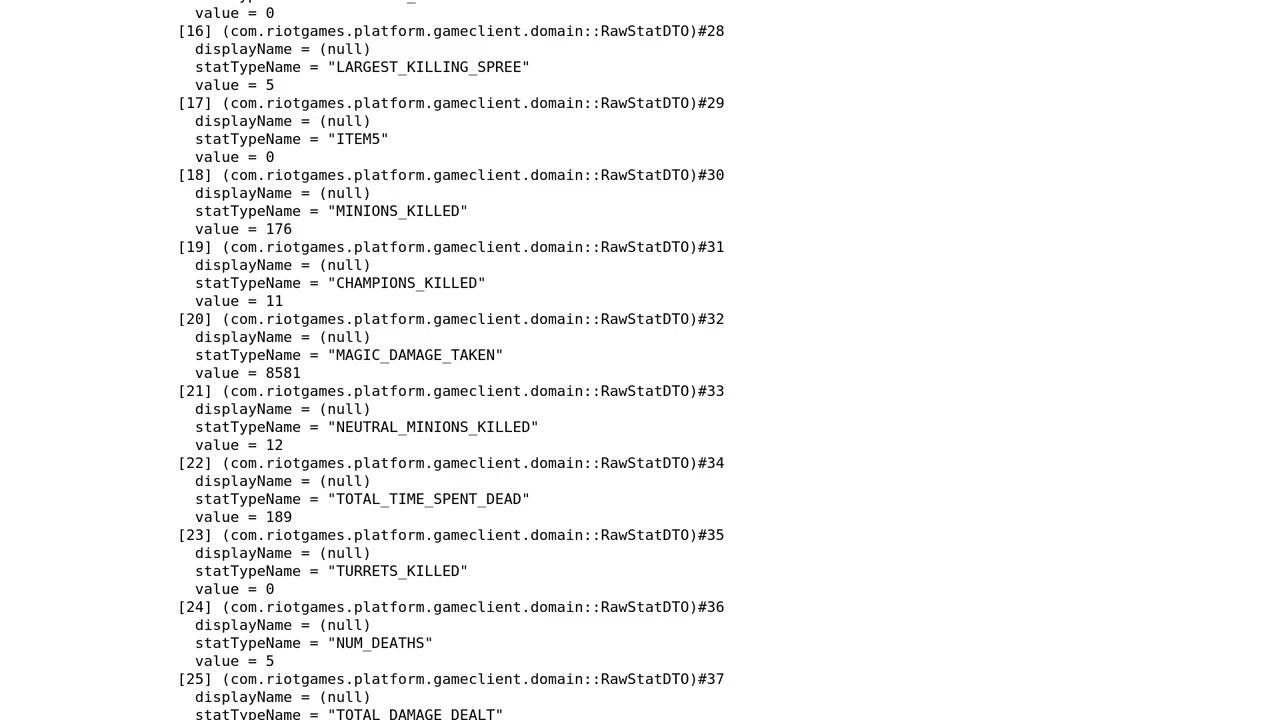 value = 0
[16] (com.riotgames.platform.gameclient.domain::RawStatDTO)#28
displayName = (null)
statTypeName = "LARGEST_KILLING_SPREE"
value = 5
[17] (com.riotgames.platform.gameclient.domain::RawStatDTO)#29
displayName = (null)
statTypeName = "ITEM5"
value = 0
[18] (com.riotgames.platform.gameclient.domain::RawStatDTO)#30
displayName = (null)
statTypeName = "MINIONS_KILLED"
value = 176
[19] (com.riotgames.platform.gameclient.domain::RawStatDTO)#31
displayName = (null)
statTypeName = "CHAMPIONS_KILLED"
value = 11
[20] (com.riotgames.platform.gameclient.domain::RawStatDTO)#32
displayName = (null)
statTypeName = "MAGIC_DAMAGE_TAKEN"
value = 8581
[21] (com.riotgames.platform.gameclient.domain::RawStatDTO)#33
displayName = (null)
statTypeName = "NEUTRAL_MINIONS_KILLED"
value = 12
[22] (com.riotgames.platform.gameclient.domain::RawStatDTO)#34
displayName = (null)
statTypeName = "TOTAL_TIME_SPENT_DEAD"
value = 189
[23] (com.riotgames.platform.gameclient.domain::RawStatDTO)#35
displayName = (null)
statTypeName = "TURRETS_KILLED"
value = 0
[24] (com.riotgames.platform.gameclient.domain::RawStatDTO)#36
displayName = (null)
statTypeName = "NUM_DEATHS"
value = 5
[25] (com.riotgames.platform.gameclient.domain::RawStatDTO)#37
displayName = (null)
statTypeName = "TOTAL_DAMAGE_DEALT"